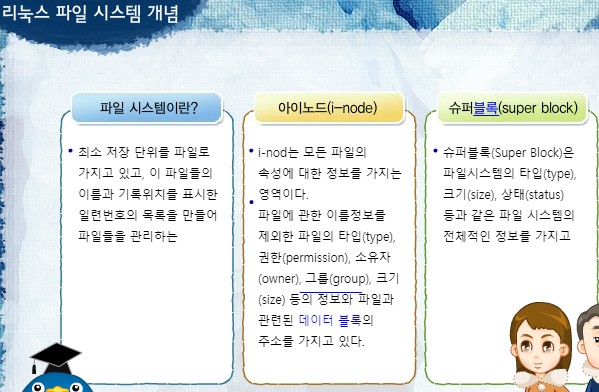 리눅스 파일 시스템 개념
파일 시스템이란?
최소 저장 단위를 파일로
가지고 있고, 이 파일들의
이름과 기록위치를 표시한
일련번호의 목록을 만들어
파일들을 관리하는
아이노드(i-node)
i-nod는 모든 파일의
속성에 대한 정보를 가지는
영역이다.
파일에 관한 이름정보를
제외한 파일의 타입(type),
권한(permission), 소유자
(owner), 그룹(group), 크기
(size) 등의 정보와 파일과
관련된 데이터 블록의
주소를 가지고 있다.
슈퍼블록(super block)
슈퍼블록(Super Block)은
파일시스템의 타입(type),
크기(size), 상태(status)
등과 같은 파일 시스템의
전체적인 정보를 가지고